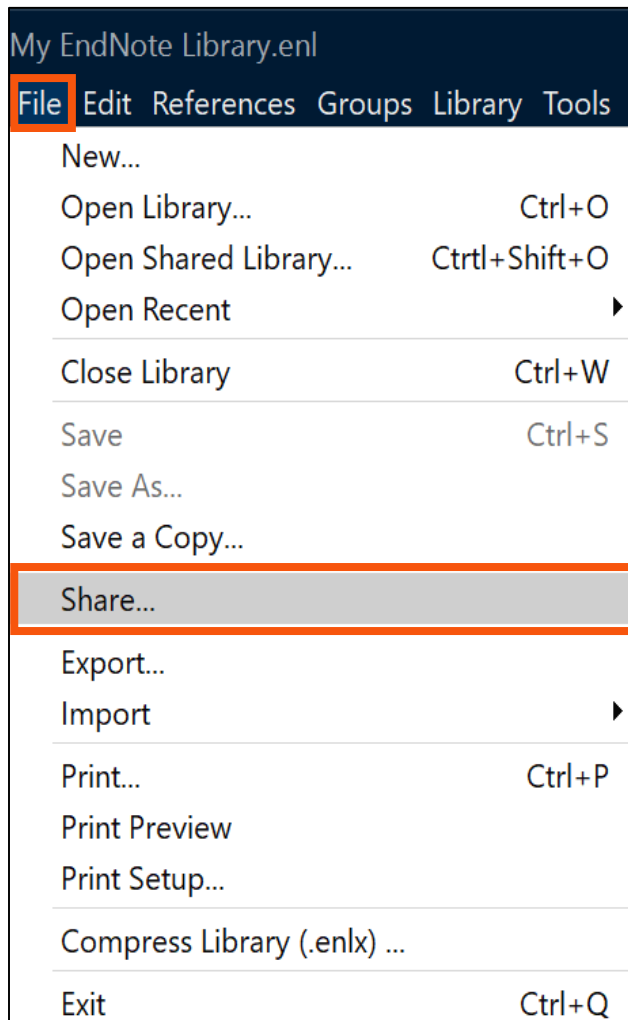 My EndNote Library.enl
File Edit References Groups Library Tools
New...
Open Library... Ctrl+O
Open Shared Library... Ctrtl+Shift+O
Open Recent
Close Library Ctrl+W
Save Ctrl+S
Save As...
Save a Copy...
Share...
Export...
Import
Print... Ctrl+P
Print Preview
Print Setup...
Compress Library (.enlx) ...
Exit Ctrl+Q